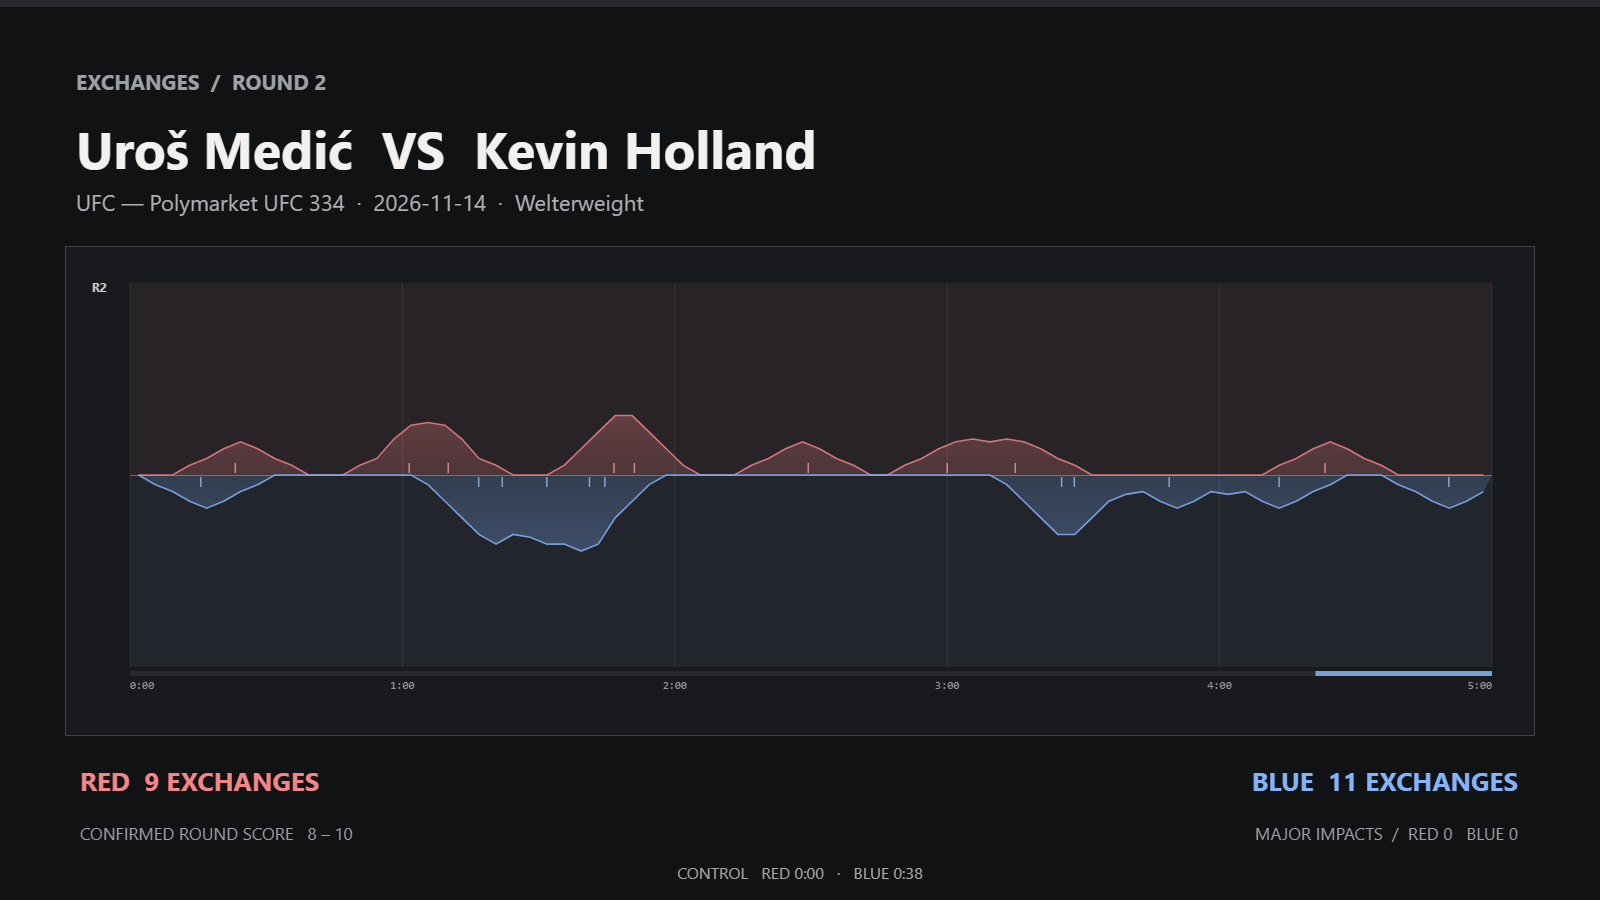 EXCHANGES / ROUND 2
Uroš Medić VS Kevin Holland
UFC — Polymarket UFC 334 · 2026-11-14 · Welterweight
R2
0:00 1:00 2:00 3:00 4:00 5:00
RED 9 EXCHANGES BLUE 11 EXCHANGES
CONFIRMED ROUND SCORE 8 – 10 MAJOR IMPACTS / RED 0 BLUE 0
CONTROL RED 0:00 · BLUE 0:38